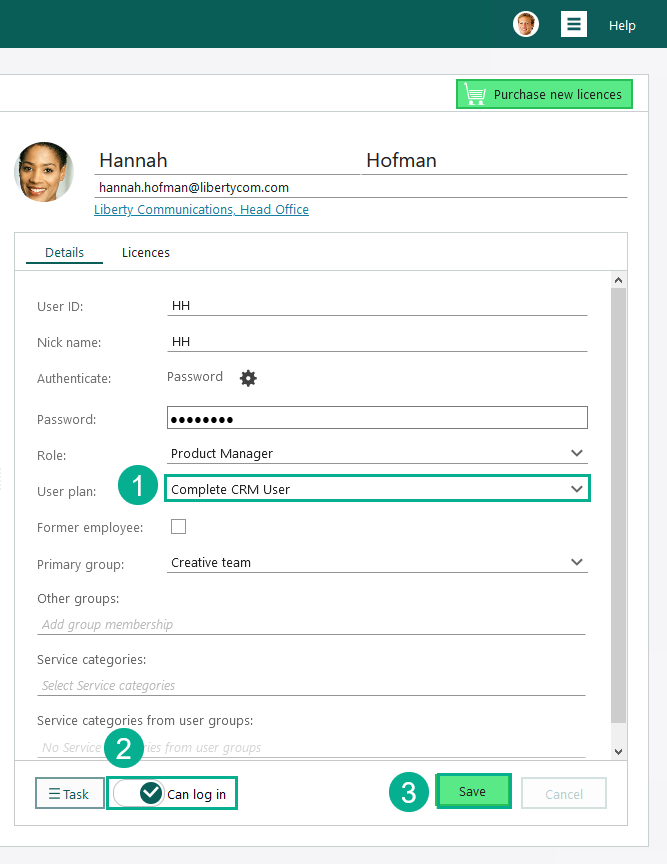 Help
Purchase new licences
Hannah Hofman
hannah.hofman@libertycom.com
Liberty Communications, Head Office
Details Licences
User ID: HH
Nick name: HH
Authenticate: Password
Password: ●●●●●●●●
Role: Product Manager
1 User plan: Complete CRM User
Former employee:
Primary group: Creative team
Other groups:
Add group membership
Service categories:
Select Service categories
Service categories from user groups:
No Service ries from user groups
2
Task Can log in 3 Save Cancel